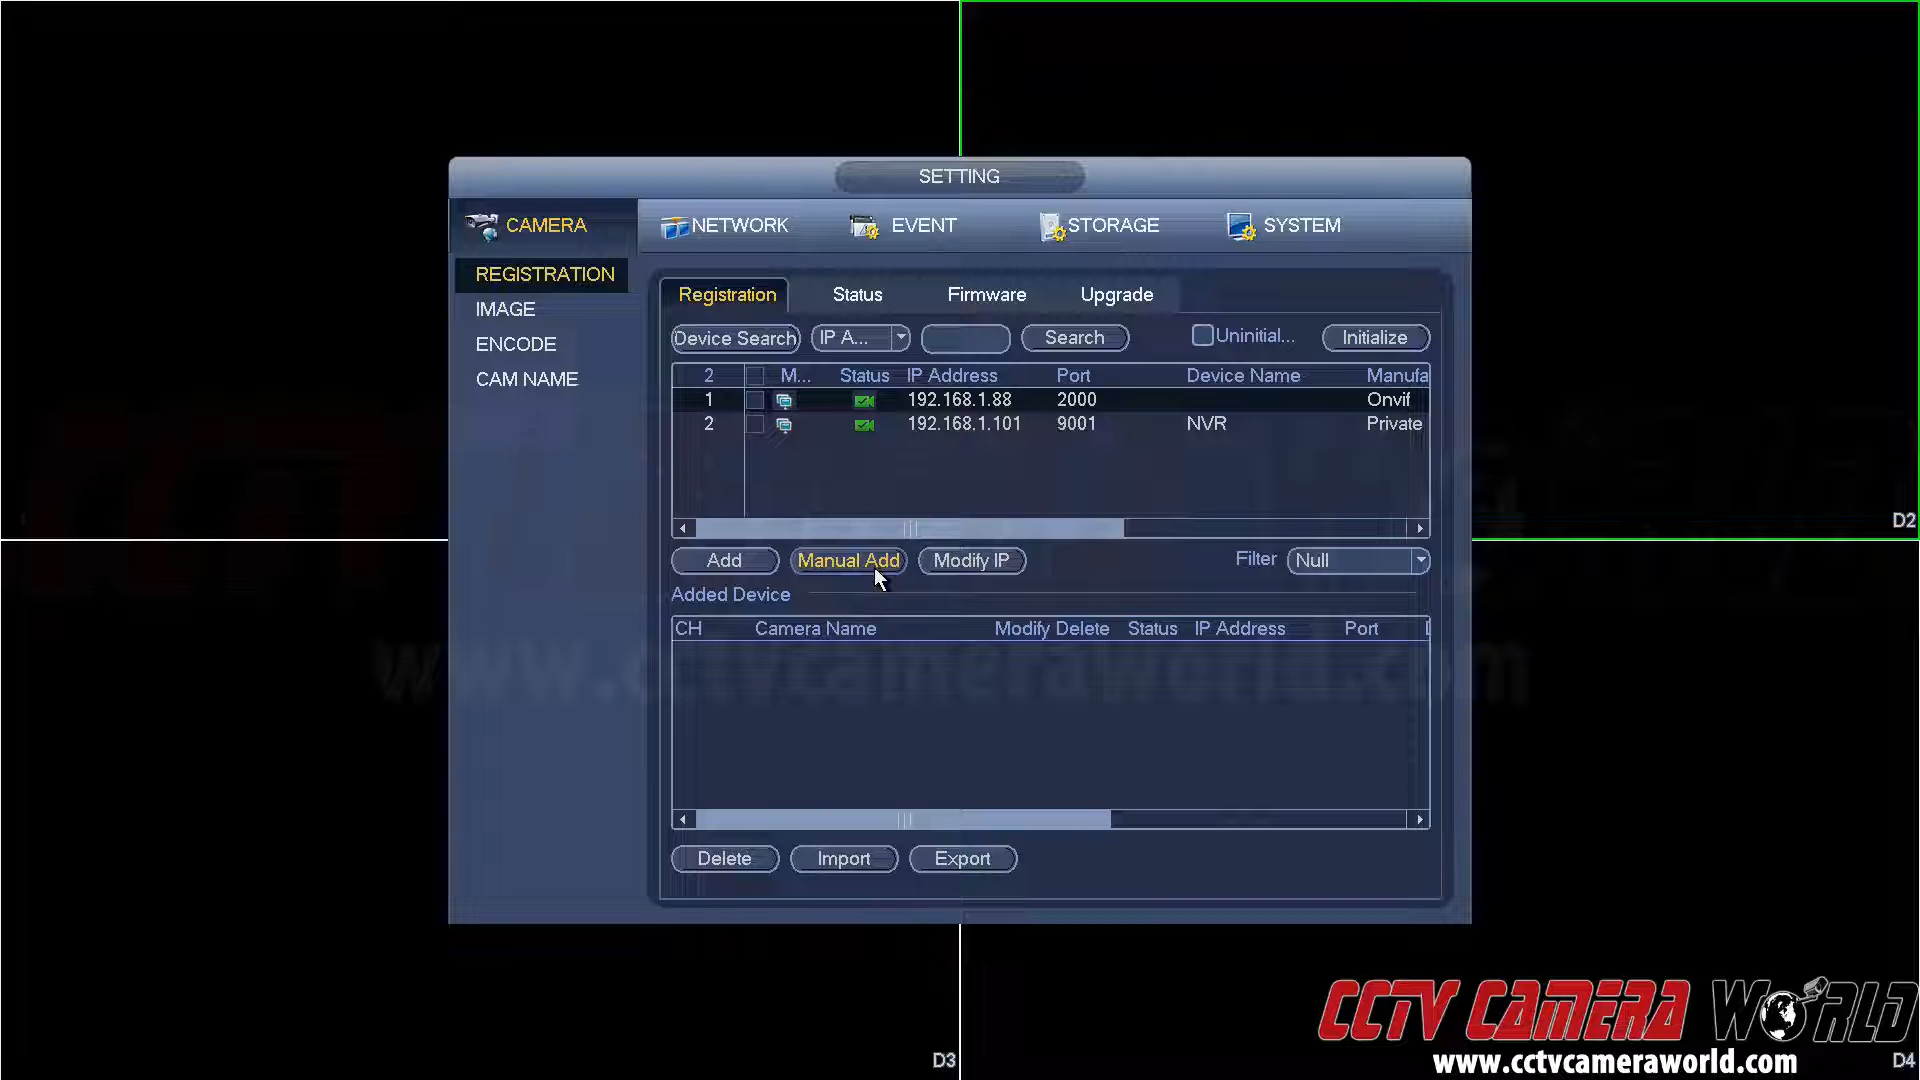 SETTING
CAMERA NETWORK EVENT STORAGE SYSTEM
REGISTRATION
IMAGE
ENCODE
CAM NAME
Registration Status Firmware Upgrade
Device Search IP A... Search Uninitial... Initialize
2 M... Status IP Address Port Device Name Manufa
1 192.168.1.88 2000 Onvif
2 192.168.1.101 9001 NVR Private
D2
Add Manual Add Modify IP Filter Null
Added Device
CH Camera Name Modify Delete Status IP Address Port
www.cctvcameraworld.com
Delete Import Export
CCTV CAMERA WORLD
www.cctvcameraworld.com
D3 D4